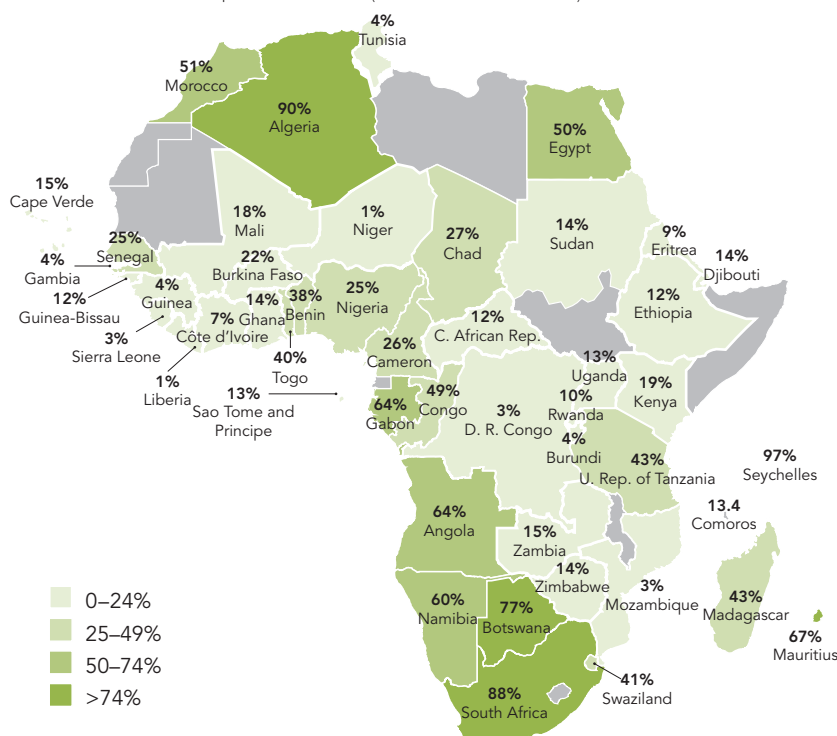 4%
Tunisia
51%
Morocco
90%
Algeria
50%
Egypt
15%
Cape Verde
18%
Mali
1%
Niger
27%
Chad
14%
Sudan
9%
Eritrea
25%
Senegal
4%
Gambia
22%
Burkina Faso
14%
Djibouti
12%
Guinea-Bissau
4%
Guinea
14%
Ghana
38%
Benin
25%
Nigeria
12%
Ethiopia
3%
Sierra Leone
7%
Côte d'Ivoire
12%
C. African Rep.
1%
Liberia
40%
Togo
26%
Cameron
13%
Uganda
19%
Kenya
13%
Sao Tome and
Principe
64%
Gabon
49%
Congo
3%
D. R. Congo
10%
Rwanda
4%
Burundi
43%
U. Rep. of Tanzania
97%
Seychelles
64%
Angola
13.4
Comoros
15%
Zambia
14%
Zimbabwe
3%
Mozambique
43%
Madagascar
67%
Mauritius
60%
Namibia
77%
Botswana
41%
Swaziland
88%
South Africa
0–24%
25–49%
50–74%
>74%